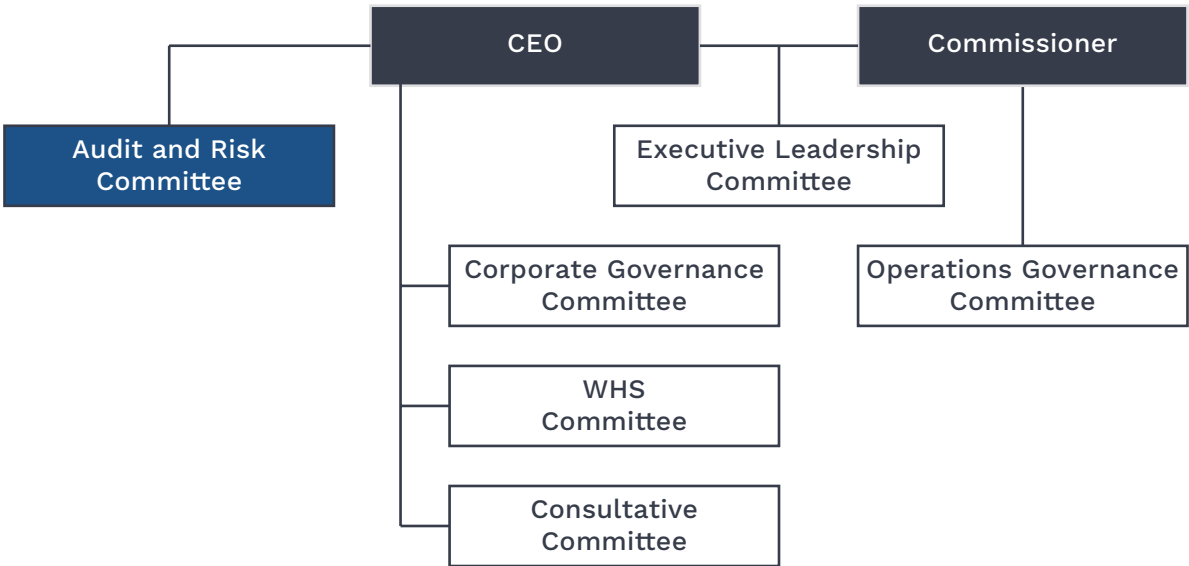 CEO
Commissioner
Audit and Risk
Committee
Executive Leadership
Committee
Corporate Governance
Committee
Operations Governance
Committee
WHS
Committee
Consultative
Committee